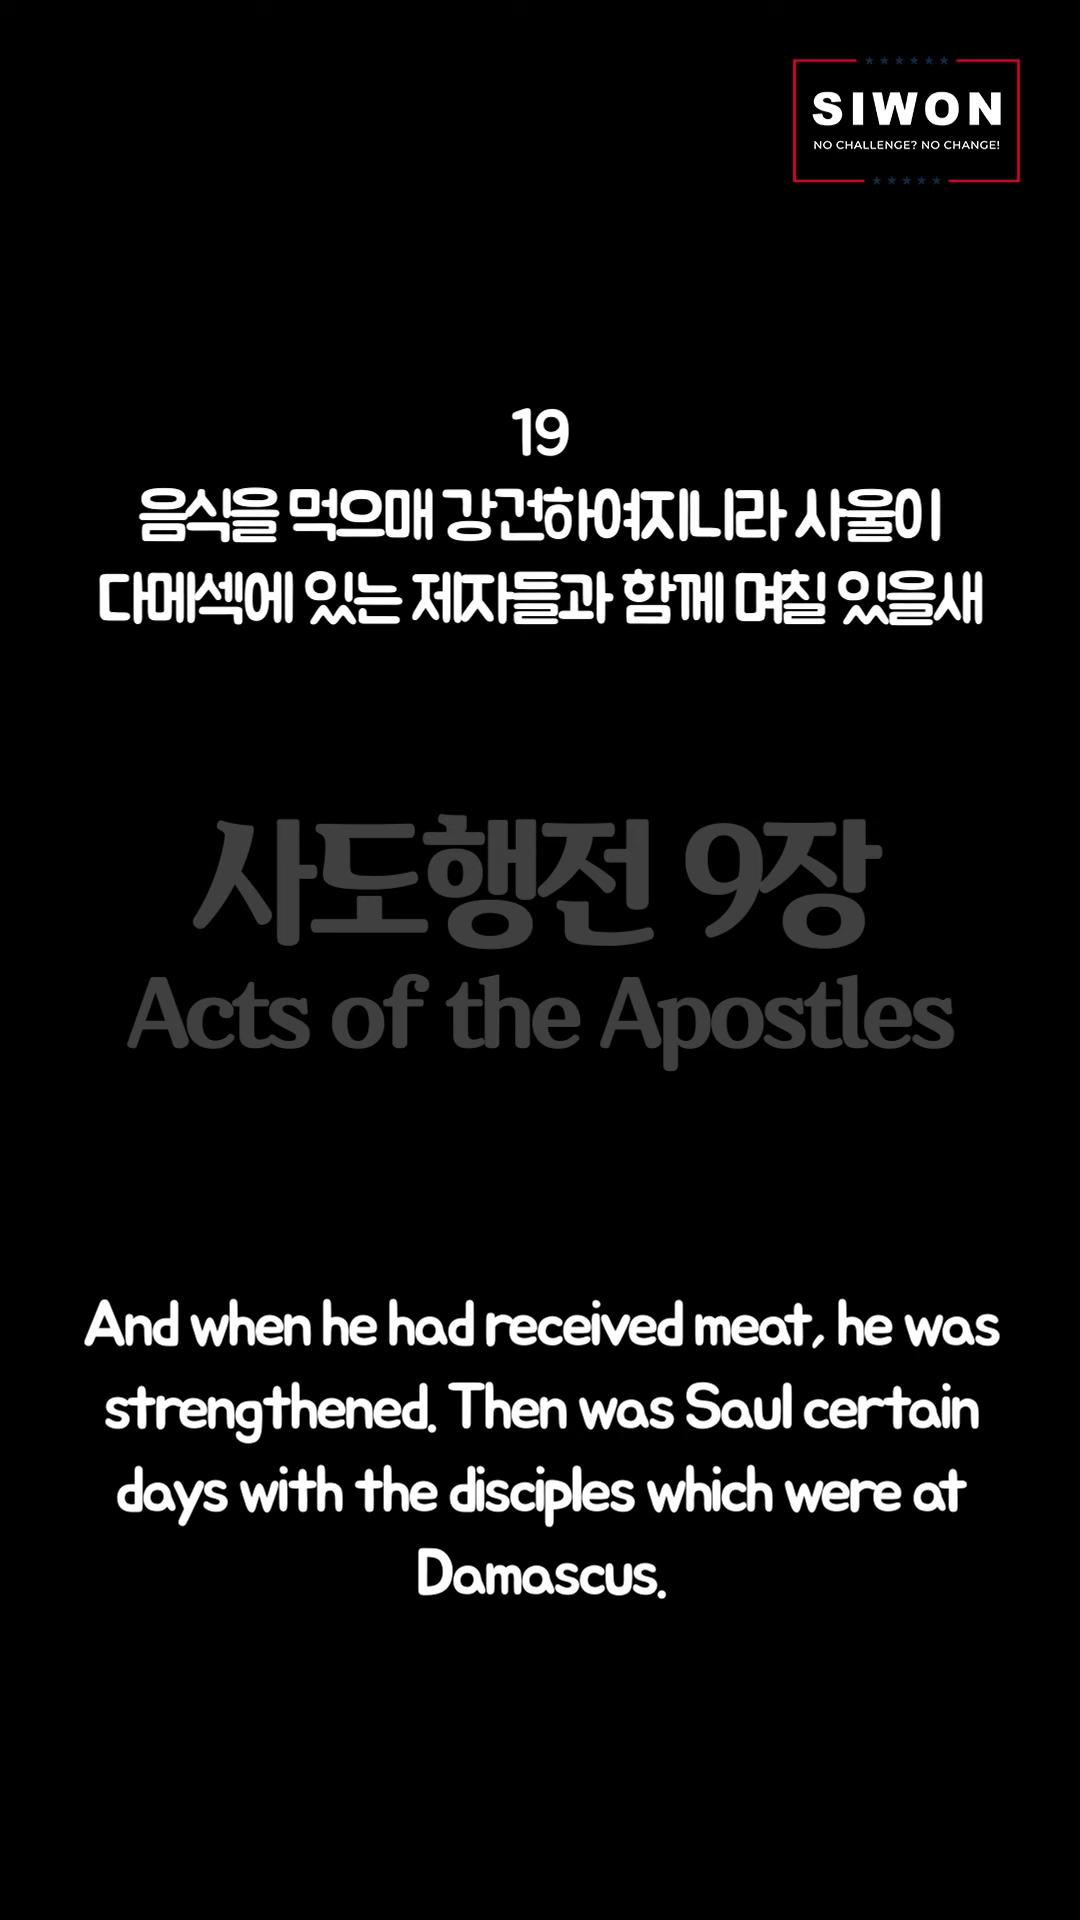 SIWON
NO CHALLENGE? NO CHANGE!
19
음식을 먹으매 강건하여지니라 사울이
다메섹에 있는 제자들과 함께 며칠 있을새
사도행전 9장
Acts of the Apostles
And when he had received meat, he was
strengthened. Then was Saul certain
days with the disciples which were at
Damascus.